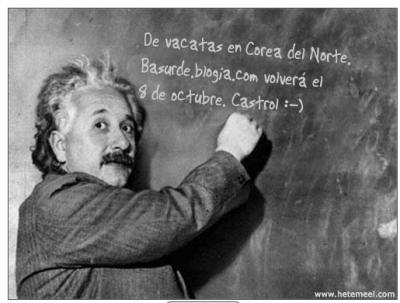 De vacatas en Corea del Norte.
Basurde.blogia.com volverá el
8 de octubre. Castrol :-)
www.hetemeel.com